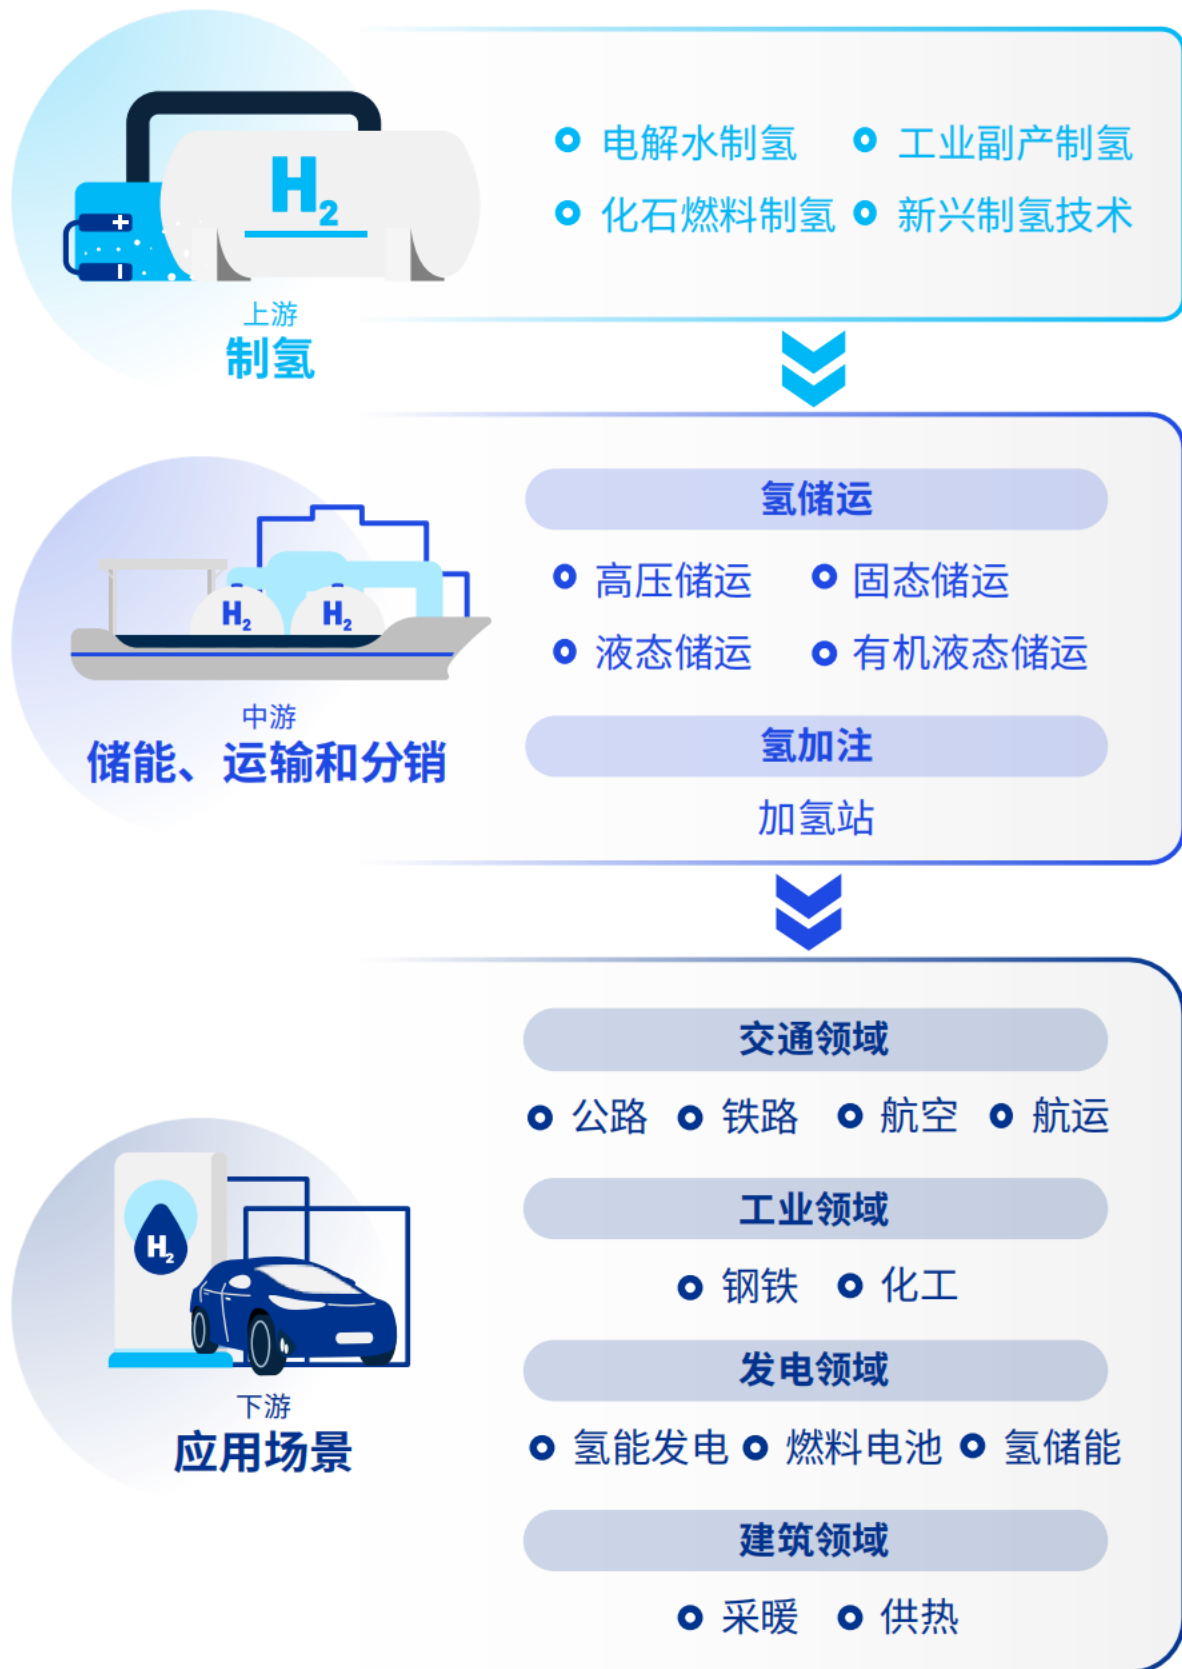 H₂
电解水制氢
工业副产制氢
化石燃料制氢
新兴制氢技术
上游
制氢
氢储运
高压储运
固态储运
H₂ H₂
液态储运
有机液态储运
中游
储能、运输和分销
氢加注
加氢站
交通领域
公路
铁路
航空
航运
工业领域
H₂
钢铁
化工
发电领域
下游
应用场景
氢能发电
燃料电池
氢储能
建筑领域
采暖
供热